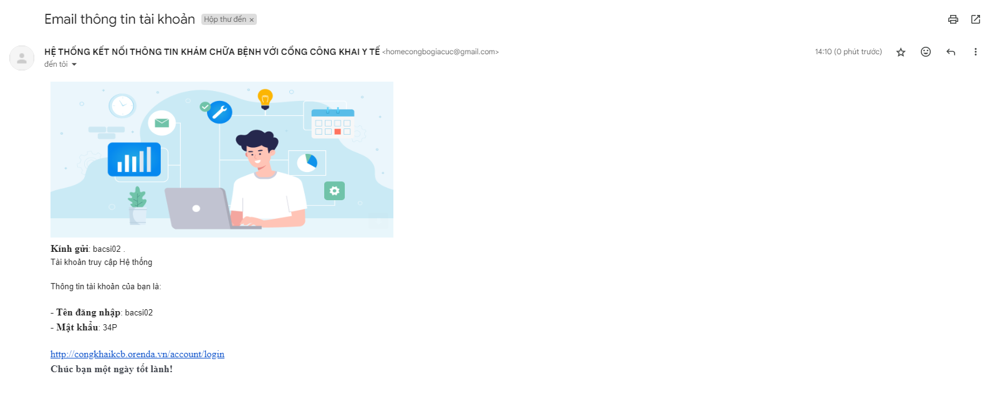 Email thông tin tài khoản Hộp thư đến ×
HỆ THỐNG KẾT NỐI THÔNG TIN KHÁM CHỮA BỆNH VỚI CỔNG CÔNG KHAI Y TẾ <homecongbogiacuc@gmail.com> 14:10 (0 phút trước)
đến tôi
Kính gửi: bacsi02 .
Tài khoản truy cập Hệ thống
Thông tin tài khoản của bạn là:
- Tên đăng nhập: bacsi02
- Mật khẩu: 34P
http://congkhaikcb.orenda.vn/account/login
Chúc bạn một ngày tốt lành!